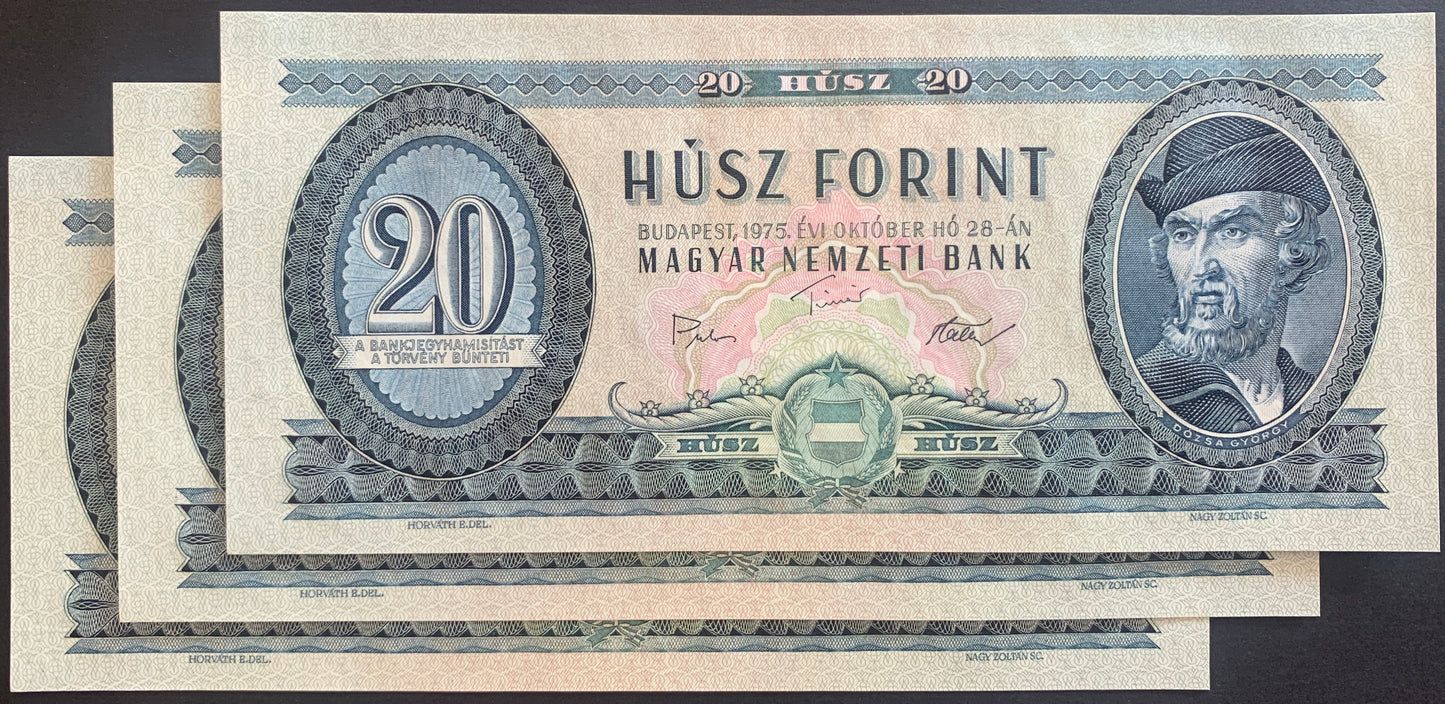 20 HÚSZ 20
HÚSZ FORINT
BUDAPEST, 1975. ÉVI OKTÓBER HÓ 28-ÁN
MAGYAR NEMZETI BANK
20
A BANKJEGYHAMISÍTÁST
A TÖRVÉNY BÜNTETI
HÚSZ HÚSZ
DÓZSA GYÖRGY
HORVÁTH E.DEL. NAGY ZOLTÁN SC.
HORVÁTH E.DEL. NAGY ZOLTÁN SC.
HORVÁTH E.DEL. NAGY ZOLTÁN SC.